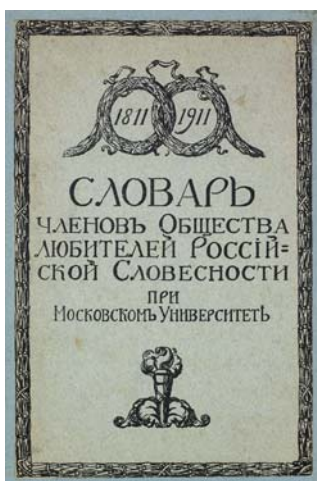 1811 1911
СЛОВАРЬ
ЧЛЕНОВЪ ОБЩЕСТВА
ЛЮБИТЕЛЕЙ РОССІЙ=
СКОЙ СЛОВЕСНОСТИ
ПРИ
МОСКОВСКОМЪ УНИВЕРСИТЕТѢ